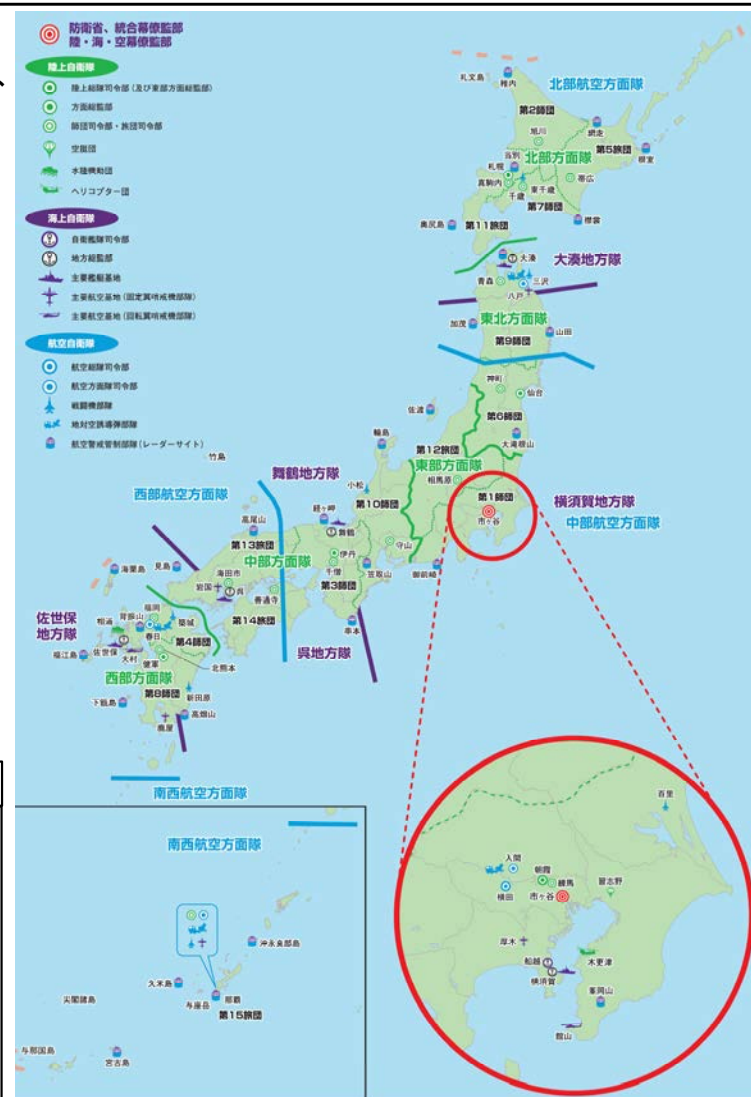 防衛省、統合幕僚監部
陸・海・空幕僚監部
陸上自衛隊
陸上総隊司令部(及び東部方面総監部)
方面総監部
師団司令部・旅団司令部
空挺団
水陸機動団
ヘリコプター団
海上自衛隊
自衛艦隊司令部
地方総監部
主要艦艇基地
主要航空基地(固定翼哨戒機部隊)
主要航空基地(回転翼哨戒機部隊)
航空自衛隊
航空総隊司令部
航空方面隊司令部
戦闘機部隊
地対空誘導弾部隊
航空警戒管制部隊(レーダーサイト)
礼文島
稚内
北部航空方面隊
第2師団
旭川
網走
第5旅団
根室
当別
北部方面隊
札幌
真駒内
東千歳
千歳
帯広
第7師団
奥尻島
第11旅団
襟裳
大湊
大湊地方隊
青森
三沢
八戸
東北方面隊
加茂
山田
第9師団
神町
仙台
佐渡
第6師団
輪島
大滝根山
竹島
第12旅団
東部方面隊
舞鶴地方隊
小松
相馬原
西部航空方面隊
第10師団
第1師団
横須賀地方隊
市ヶ谷
中部航空方面隊
経ヶ岬
高尾山
舞鶴
第13旅団
守山
中部方面隊
伊丹
海栗島
見島
海田市
千僧
笠取山
御前崎
岩国
呉
善通寺
第3師団
佐世保
地方隊
福岡
相浦
背振山
築城
春日
第4師団
第14旅団
串本
福江島
佐世保
大村
健軍
北熊本
呉地方隊
西部方面隊
第8師団
新田原
下甑島
高畑山
鹿屋
南西航空方面隊
南西航空方面隊
沖永良部島
久米島
那覇
尖閣諸島
与座岳
第15旅団
与那国島
宮古島
百里
入間
朝霞
練馬
習志野
横田
市ヶ谷
厚木
船越
木更津
横須賀
峯岡山
館山